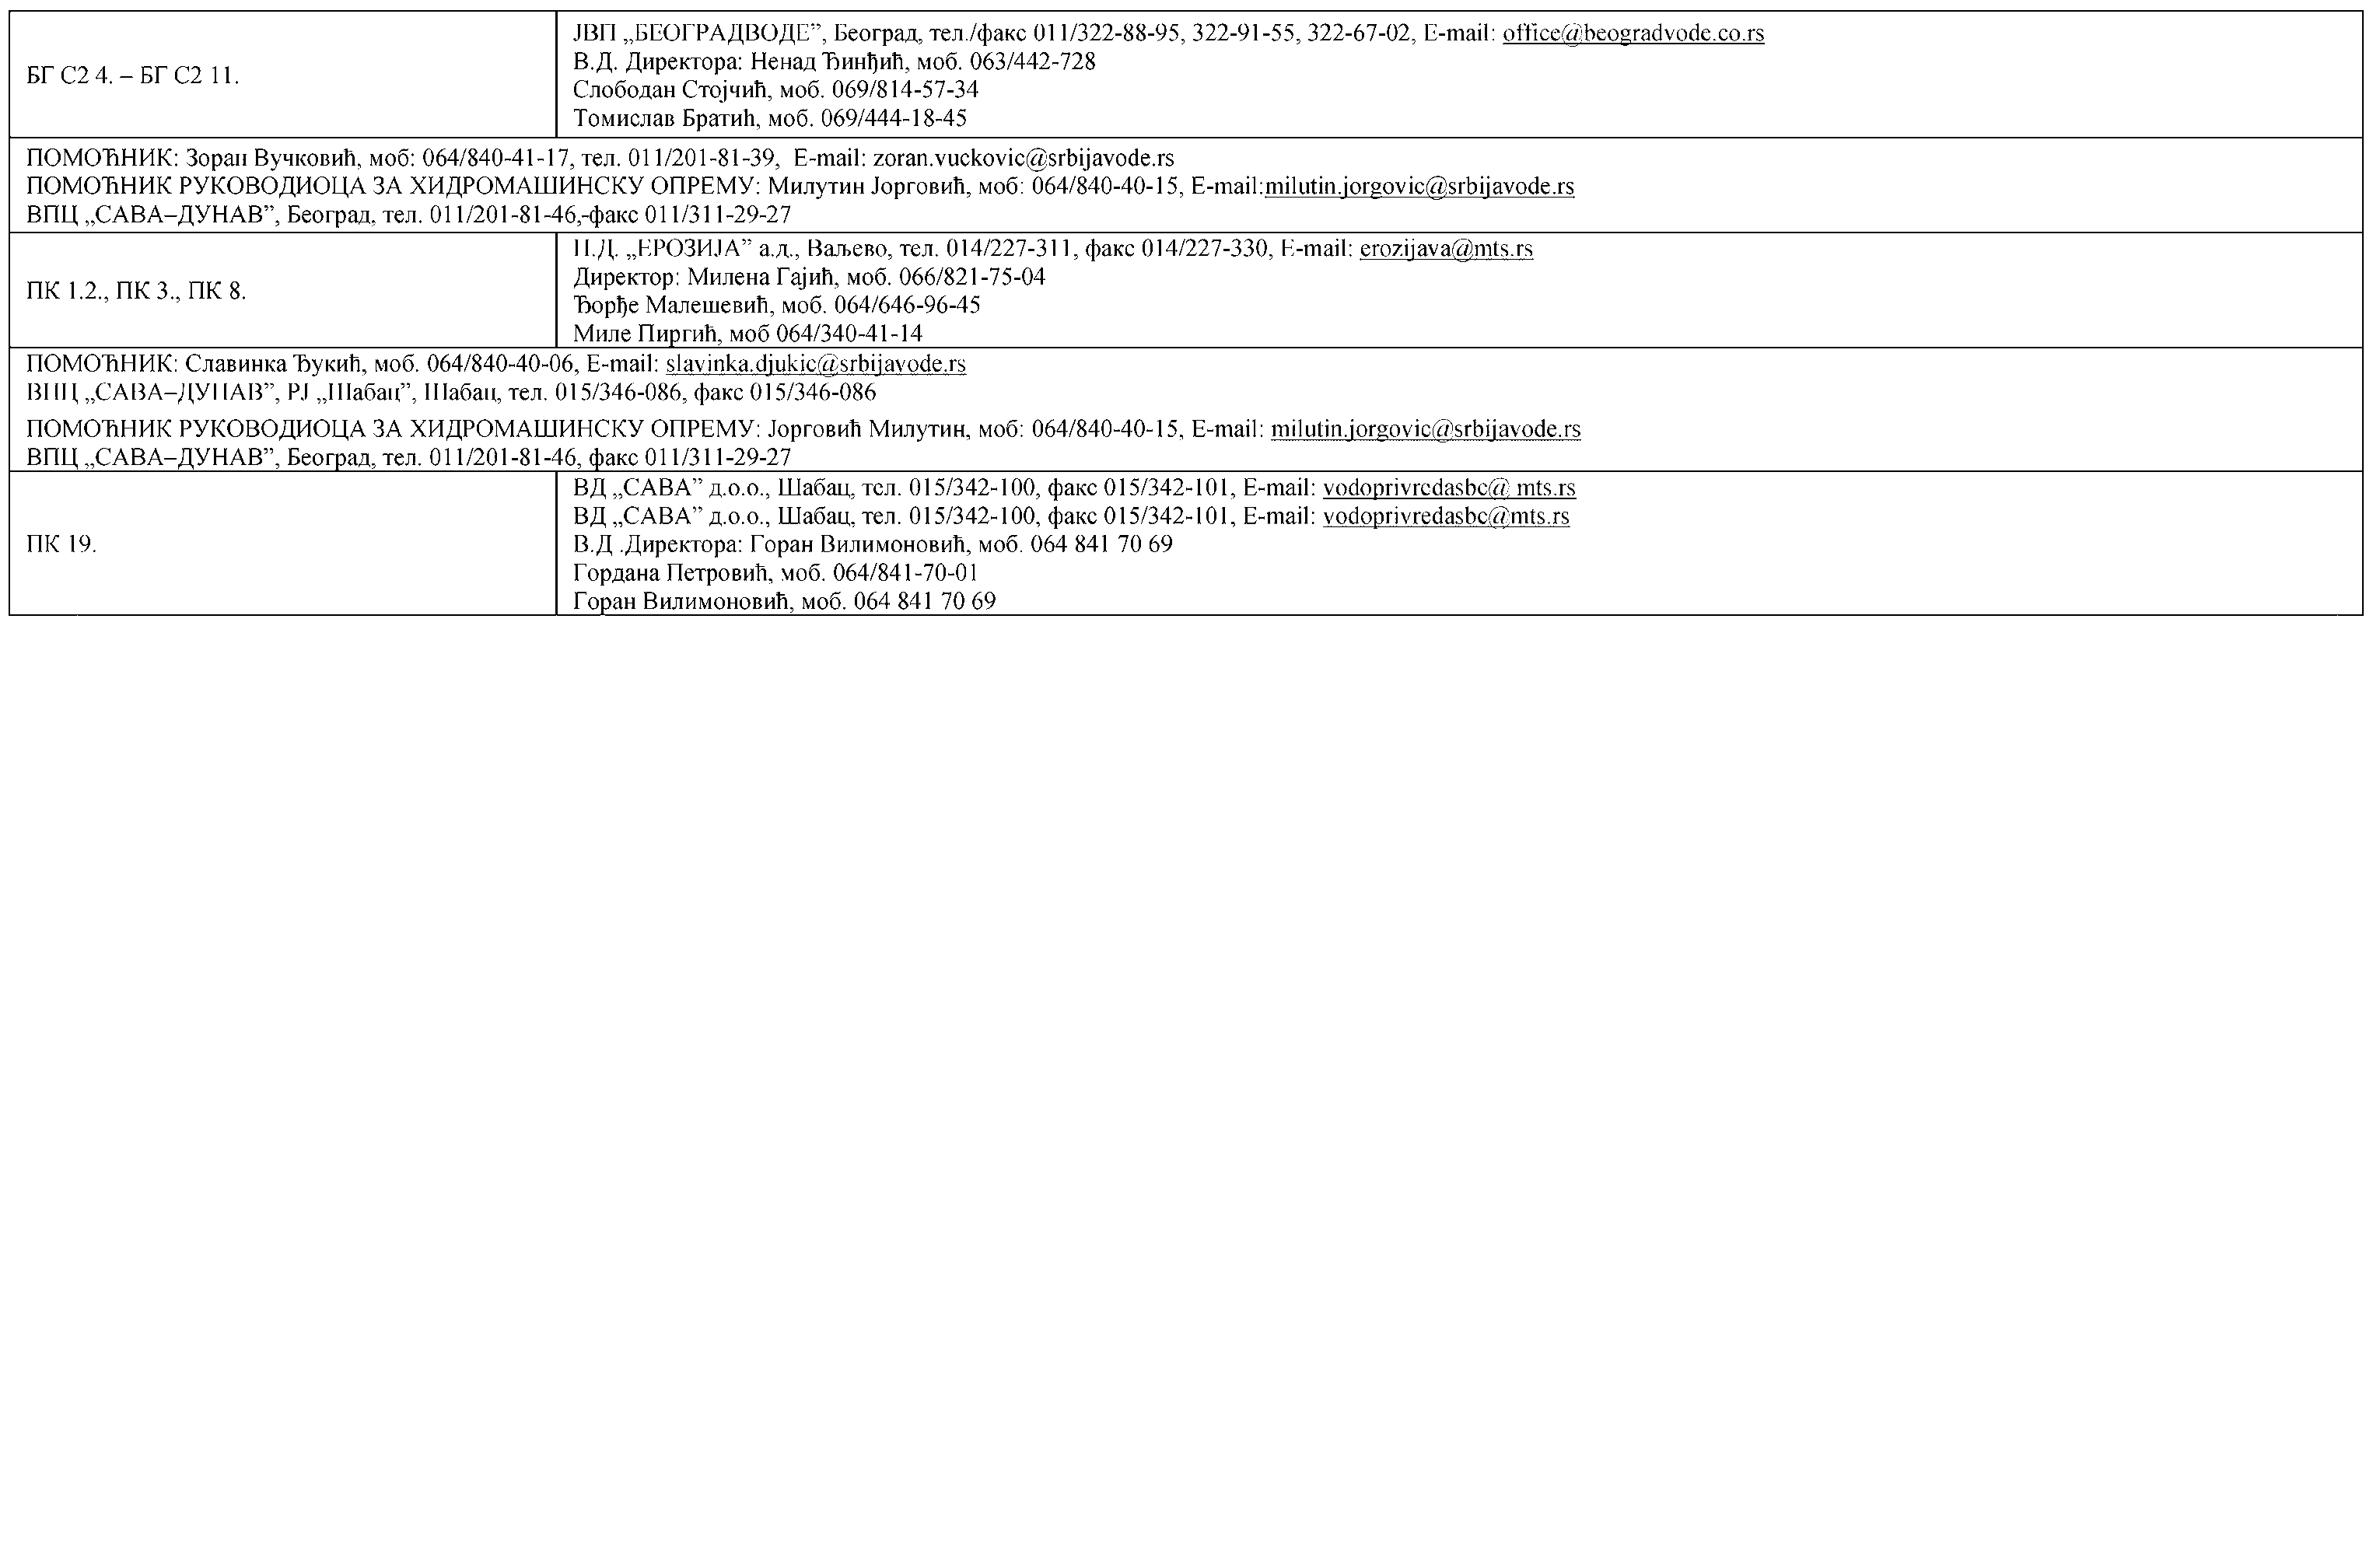 ЈВП „БЕОГРАДВОДЕ”, Београд, тел./факс 011/322-88-95, 322-91-55, 322-67-02, E-mail: office@beogradvode.co.rs
БГ С2 4. – БГ С2 11.
В.Д. Директора: Ненад Ђинђић, моб. 063/442-728
Слободан Стојчић, моб. 069/814-57-34
Томислав Братић, моб. 069/444-18-45
ПОМОЋНИК: Зоран Вучковић, моб: 064/840-41-17, тел. 011/201-81-39, E-mail: zoran.vuckovic@srbijavode.rs
ПОМОЋНИК РУКОВОДИОЦА ЗА ХИДРОМАШИНСКУ ОПРЕМУ: Милутин Јорговић, моб: 064/840-40-15, E-mail:milutin.jorgovic@srbijavode.rs
ВПЦ „САВА–ДУНАВ”, Београд, тел. 011/201-81-46,-факс 011/311-29-27
П.Д. „ЕРОЗИЈА” а.д., Ваљево, тел. 014/227-311, факс 014/227-330, E-mail: erozijava@mts.rs
ПК 1.2., ПК 3., ПК 8.
Директор: Милена Гајић, моб. 066/821-75-04
Ђорђе Малешевић, моб. 064/646-96-45
Миле Пиргић, моб 064/340-41-14
ПОМОЋНИК: Славинка Ђукић, моб. 064/840-40-06, E-mail: slavinka.djukic@srbijavode.rs
ВПЦ „САВА–ДУНАВ”, РЈ „Шабац”, Шабац, тел. 015/346-086, факс 015/346-086
ПОМОЋНИК РУКОВОДИОЦА ЗА ХИДРОМАШИНСКУ ОПРЕМУ: Јорговић Милутин, моб: 064/840-40-15, E-mail: milutin.jorgovic@srbijavode.rs
ВПЦ „САВА–ДУНАВ”, Београд, тел. 011/201-81-46, факс 011/311-29-27
ВД „САВА” д.о.о., Шабац, тел. 015/342-100, факс 015/342-101, E-mail: vodoprivredasbc@ mts.rs
ВД „САВА” д.о.о., Шабац, тел. 015/342-100, факс 015/342-101, E-mail: vodoprivredasbc@mts.rs
ПК 19.
В.Д .Директора: Горан Вилимоновић, моб. 064 841 70 69
Гордана Петровић, моб. 064/841-70-01
Горан Вилимоновић, моб. 064 841 70 69